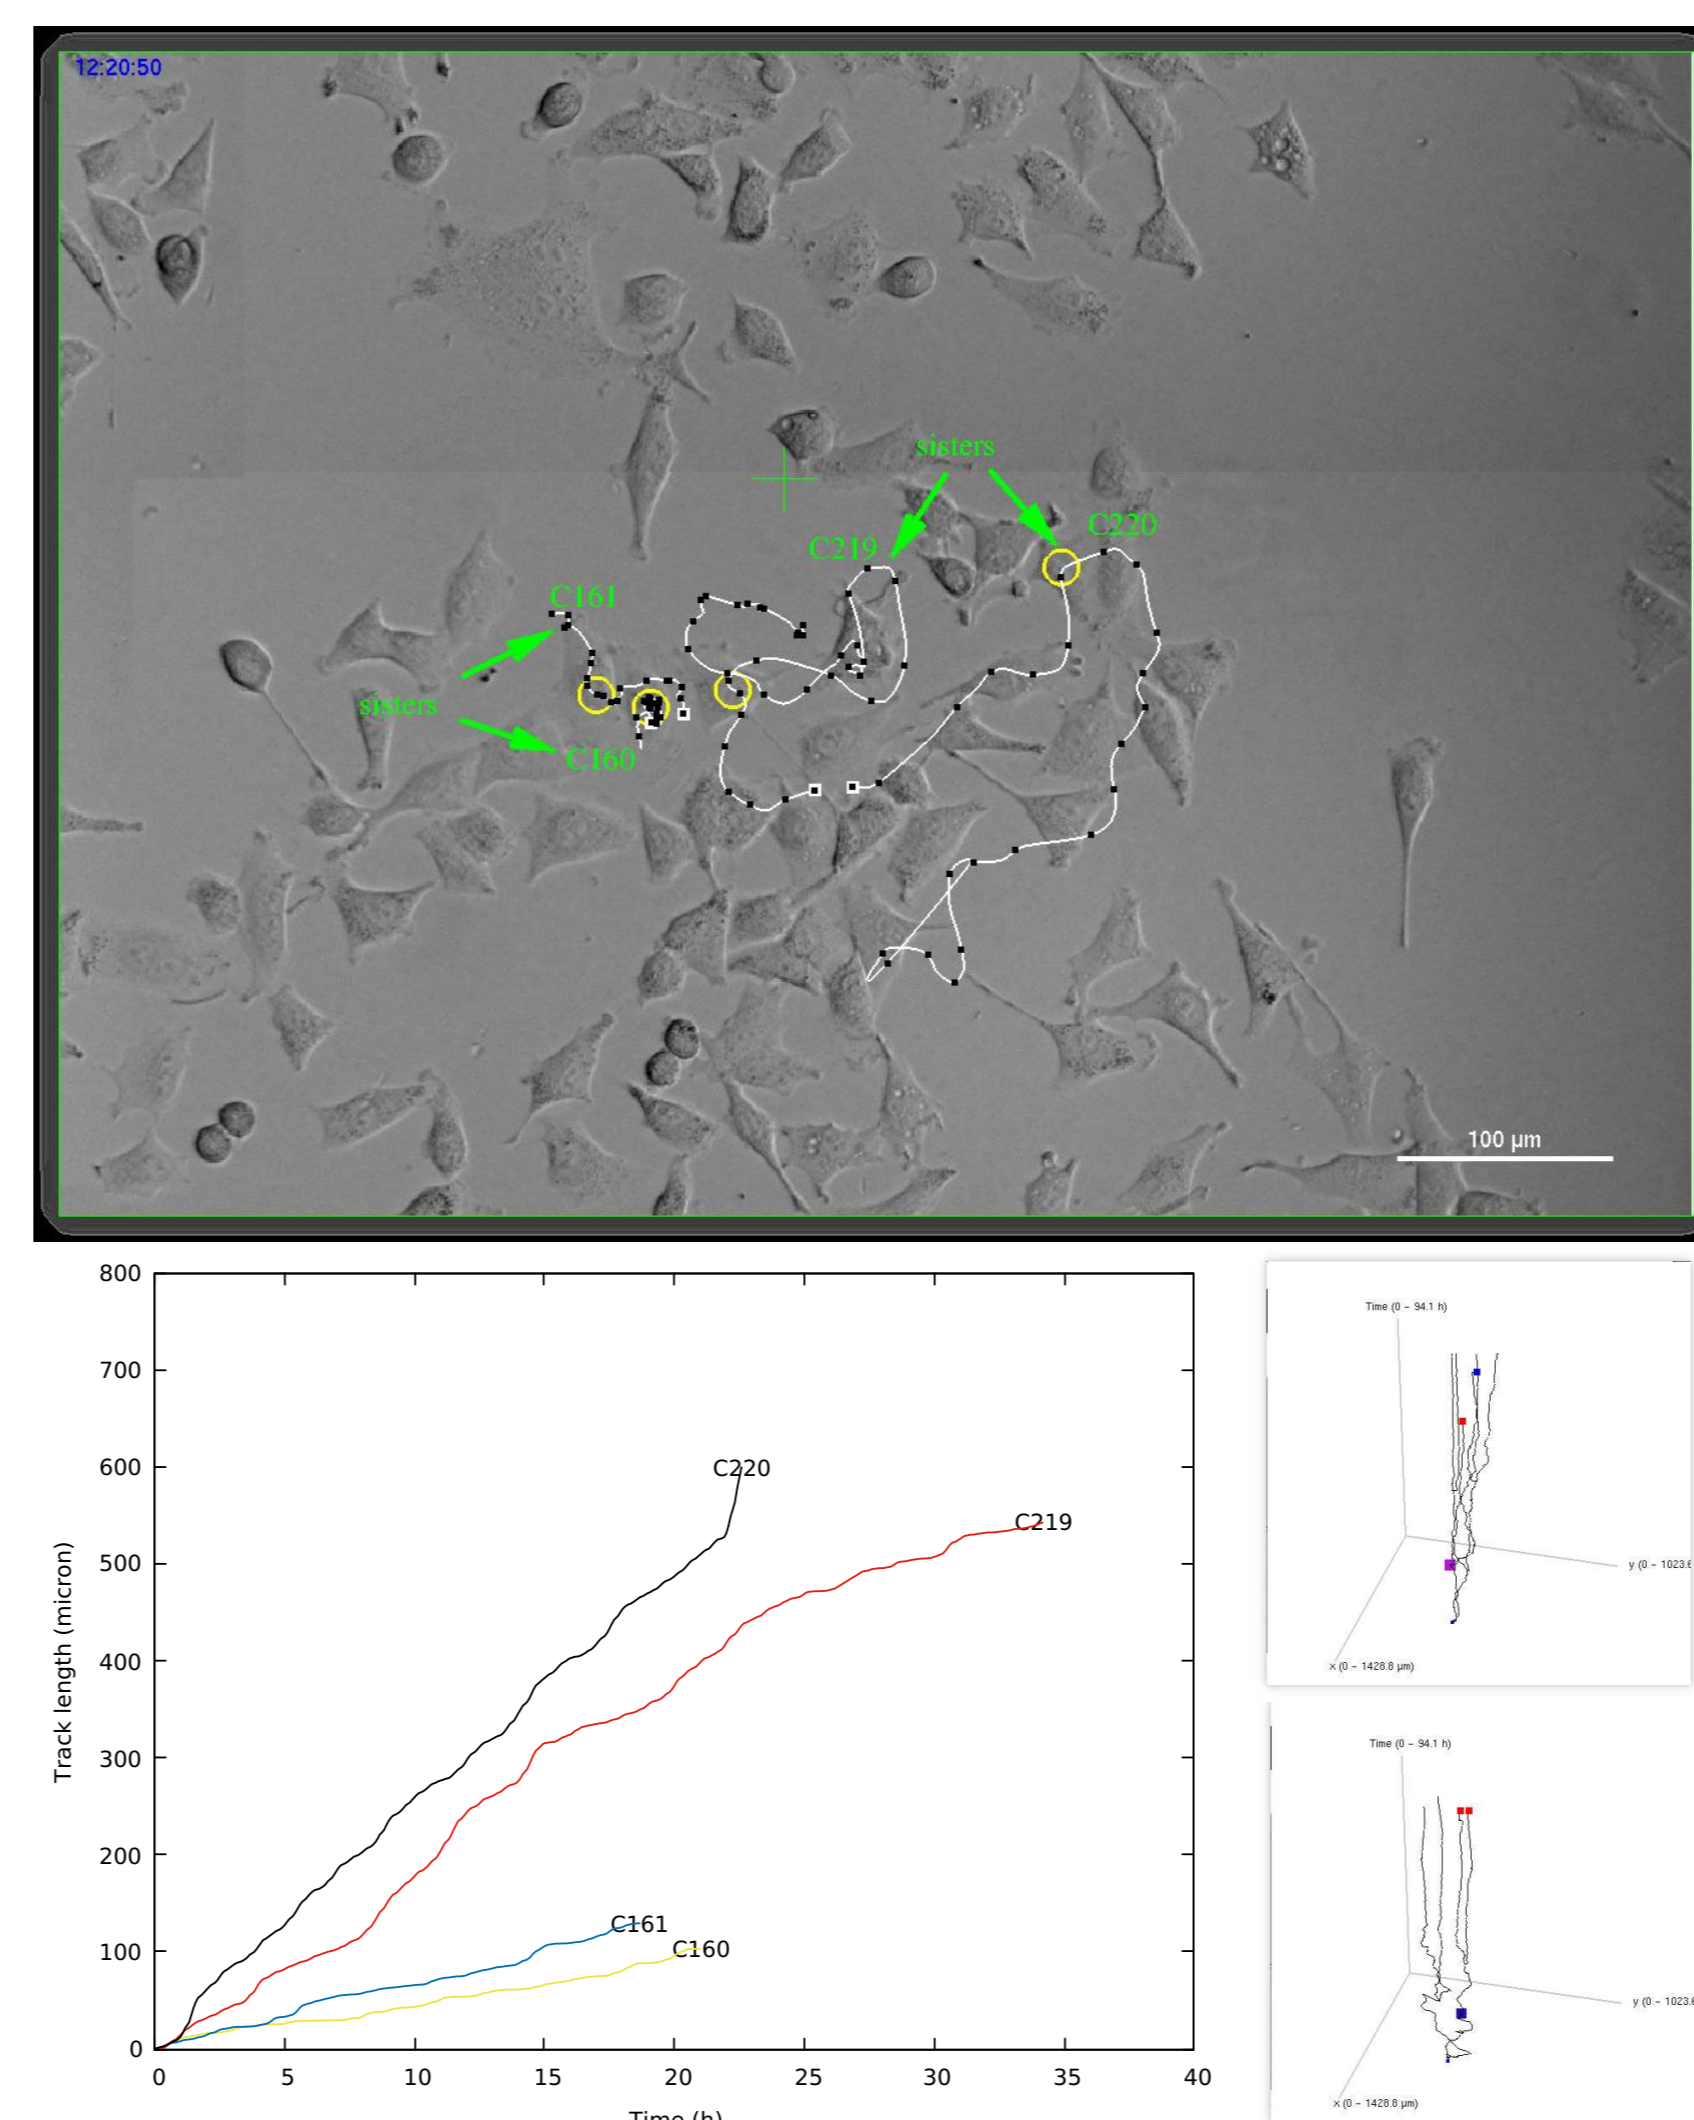 12:20:50
sisters
C220
C219
C161
sisters
C160
100 µm
800
700
600
500
400
300
200
100
0
Track length (micron)
C220
C219
C161
C160
0 5 10 15 20 25 30 35 40
Time (h)
Time (0 - 94.1 h)
y (0 - 1023.6
x (0 - 1428.8 µm)
Time (0 - 94.1 h)
y (0 - 1023.6
x (0 - 1428.8 µm)